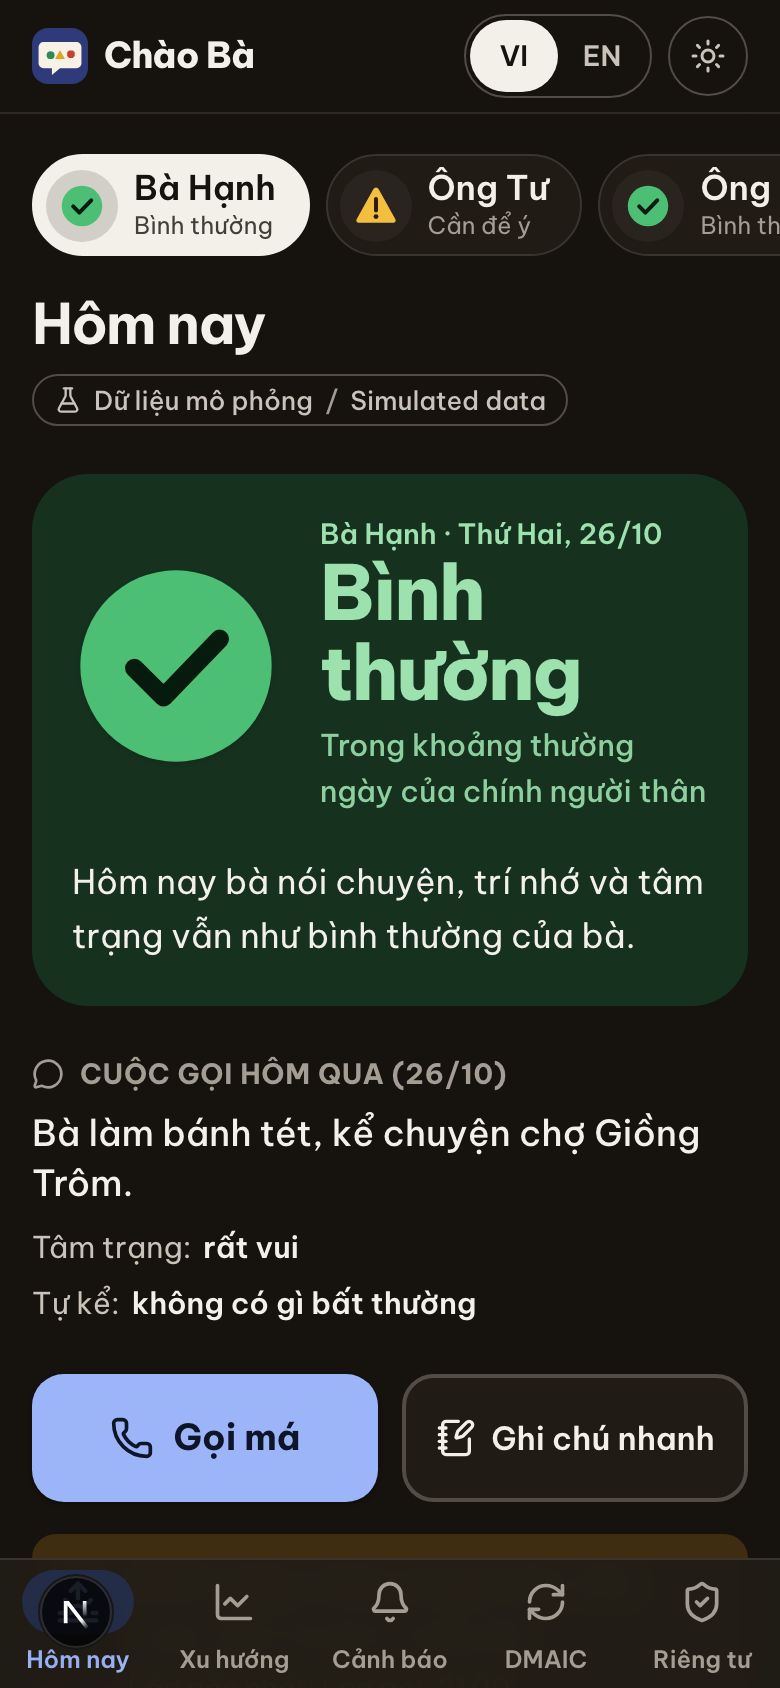 Chào Bà
VI
EN
Bà Hạnh
Bình thường
Ông Tư
Cần để ý
Ông
Bình th
Hôm nay
Dữ liệu mô phỏng / Simulated data
Bà Hạnh · Thứ Hai, 26/10
Bình
thường
Trong khoảng thường
ngày của chính người thân
Hôm nay bà nói chuyện, trí nhớ và tâm
trạng vẫn như bình thường của bà.
CUỘC GỌI HÔM QUA (26/10)
Bà làm bánh tét, kể chuyện chợ Giồng
Trôm.
Tâm trạng: rất vui
Tự kể: không có gì bất thường
Gọi má
Ghi chú nhanh
N
Hôm nay
Xu hướng
Cảnh báo
DMAIC
Riêng tư